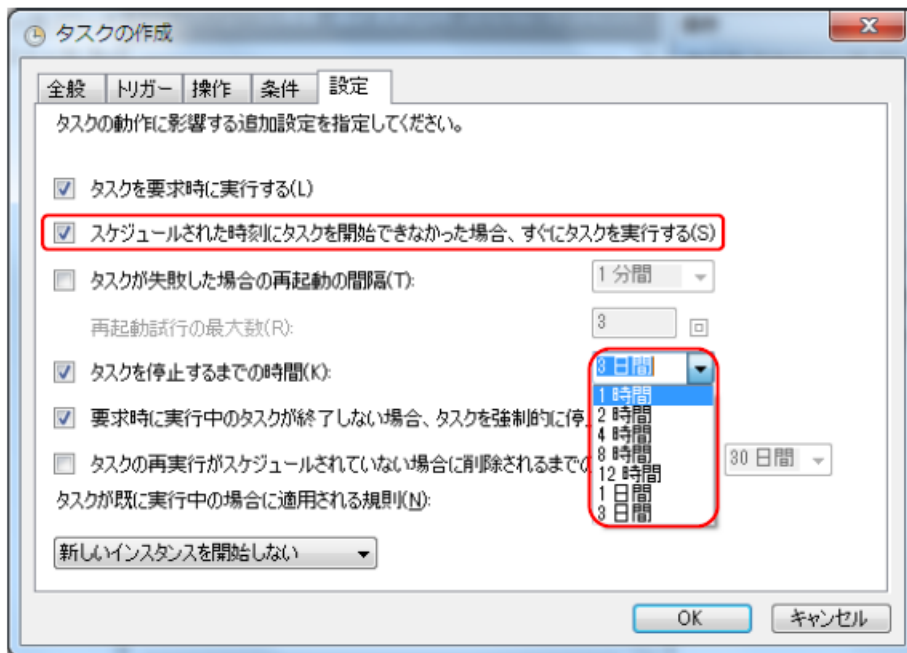 タスクの作成
全般 トリガー 操作 条件 設定
タスクの動作に影響する追加設定を指定してください。
タスクを要求時に実行する(L)
スケジュールされた時刻にタスクを開始できなかった場合、すぐにタスクを実行する(S)
タスクが失敗した場合の再起動の間隔(T): 1 分間
再起動試行の最大数(R): 3
タスクを停止するまでの時間(K): 3 日間
1 時間
要求時に実行中のタスクが終了しない場合、タスクを強制的に停 2 時間
4 時間
8 時間
タスクの再実行がスケジュールされていない場合に削除されるまでの 12 時間 30 日間
1 日間
タスクが既に実行中の場合に適用される規則(N): 3 日間
新しいインスタンスを開始しない
OK キャンセル